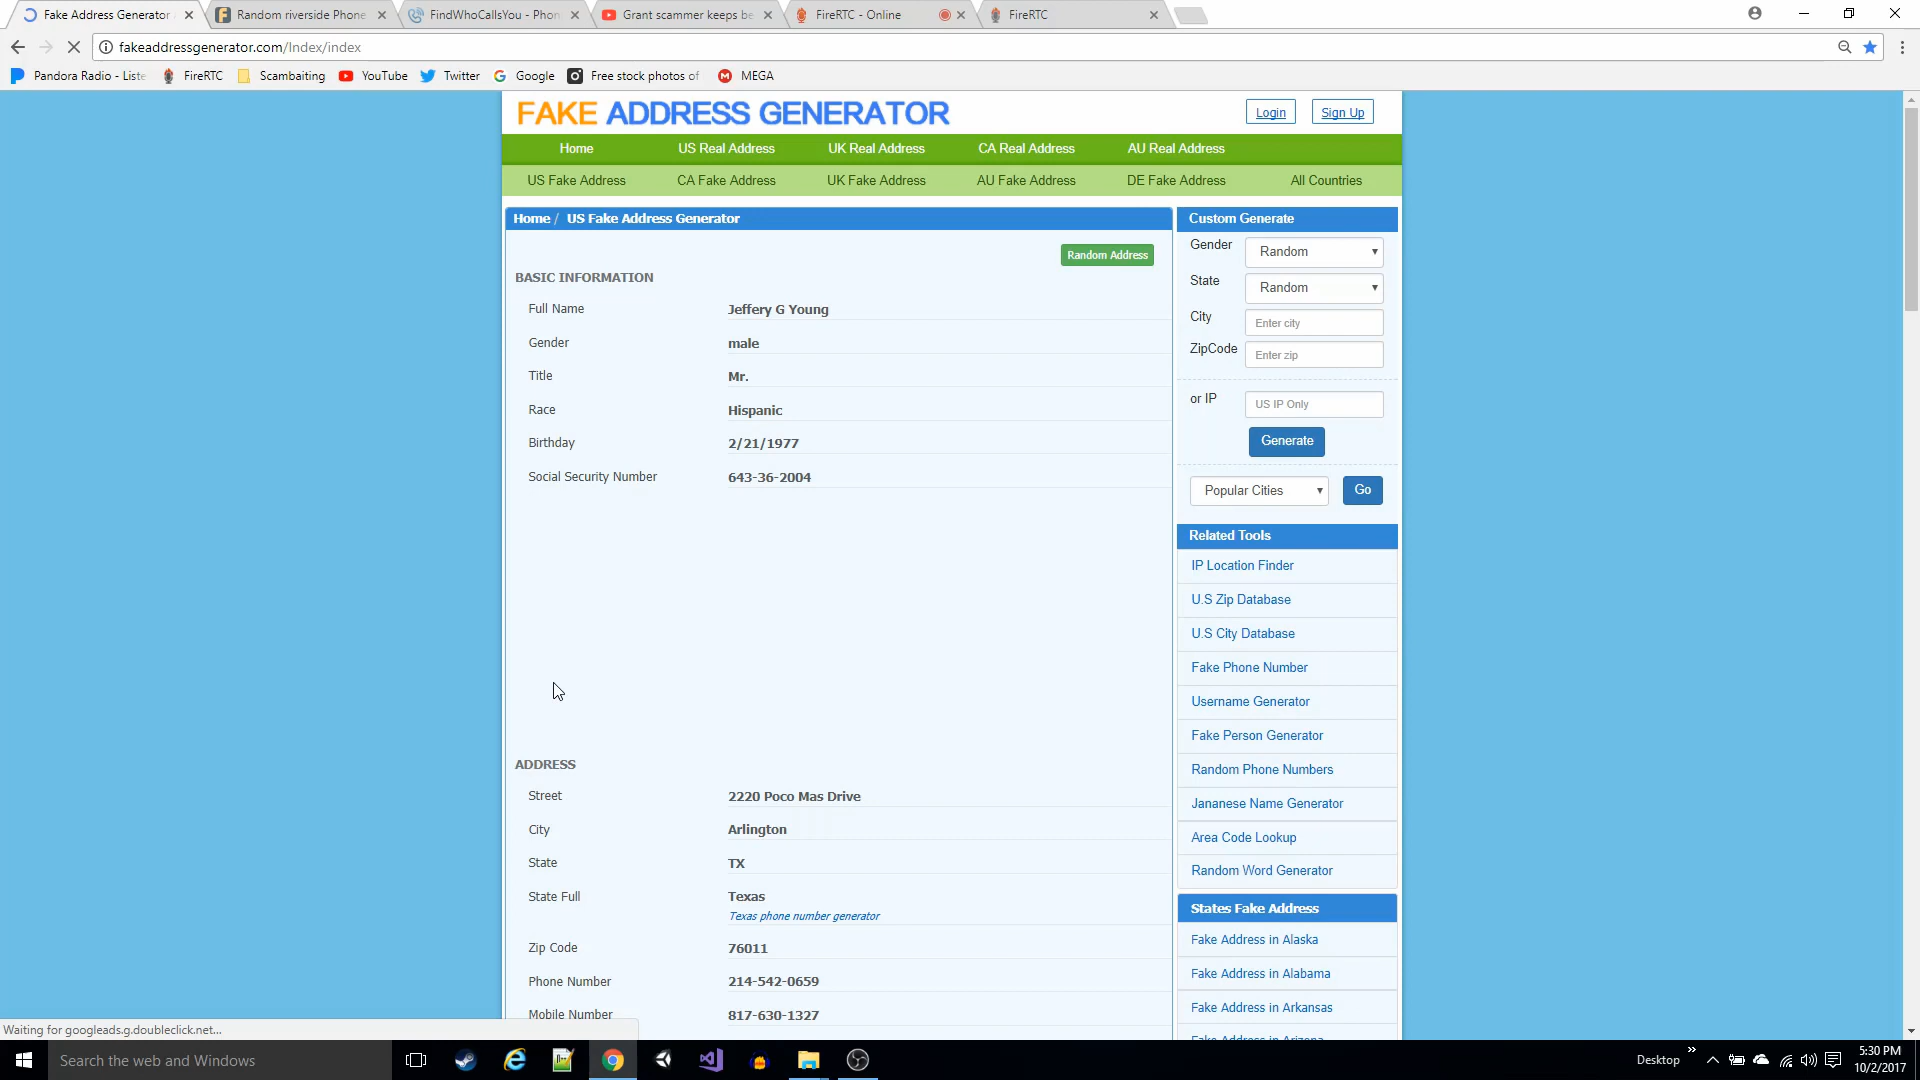 Fake Address Generator
Random riverside Phone
FindWhoCallsYou - Phon
Grant scammer keeps be
FireRTC - Online
FireRTC
fakeaddressgenerator.com/Index/index
Pandora Radio - Liste
FireRTC
Scambaiting
YouTube
Twitter
Google
Free stock photos of
MEGA
FAKE ADDRESS GENERATOR
Login
Sign Up
Home
US Real Address
UK Real Address
CA Real Address
AU Real Address
US Fake Address
CA Fake Address
UK Fake Address
AU Fake Address
DE Fake Address
All Countries
Home / US Fake Address Generator
Random Address
BASIC INFORMATION
Full Name Jeffery G Young
Gender male
Title Mr.
Race Hispanic
Birthday 2/21/1977
Social Security Number 643-36-2004
ADDRESS
Street 2220 Poco Mas Drive
City Arlington
State TX
State Full Texas
Texas phone number generator
Zip Code 76011
Phone Number 214-542-0659
Mobile Number 817-630-1327
Custom Generate
Gender Random
State Random
City Enter city
ZipCode Enter zip
or IP US IP Only
Generate
Popular Cities Go
Related Tools
IP Location Finder
U.S Zip Database
U.S City Database
Fake Phone Number
Username Generator
Fake Person Generator
Random Phone Numbers
Jananese Name Generator
Area Code Lookup
Random Word Generator
States Fake Address
Fake Address in Alaska
Fake Address in Alabama
Fake Address in Arkansas
Fake Address in Arizona
Waiting for googleads.g.doubleclick.net...
Search the web and Windows
Desktop
5:30 PM
10/2/2017